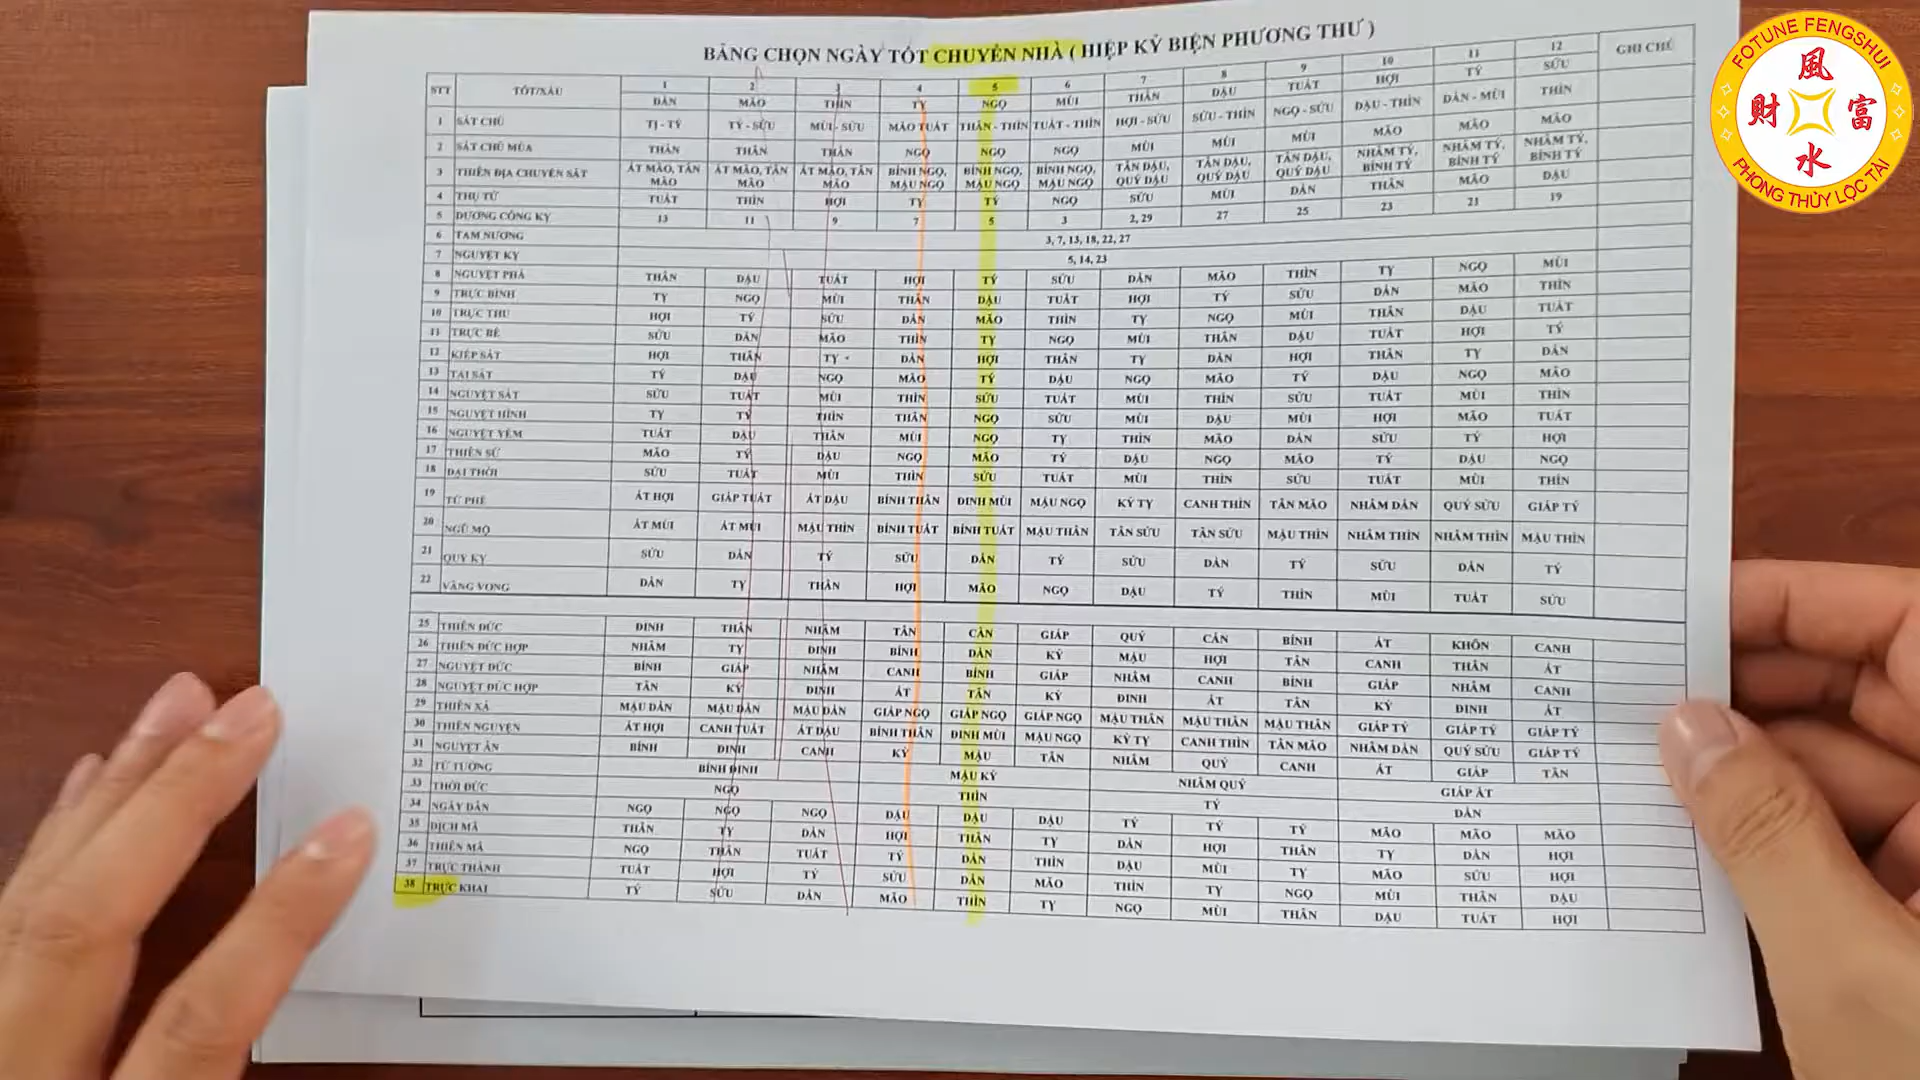 BẢNG CHỌN NGÀY TỐT CHUYỂN NHÀ ( HIỆP KỶ BIỆN PHƯƠNG THƯ )
STT TỐT/XẤU 1 2 3 4 5 6 7 8 9 10 11 12 GHI CHÚ
DẦN MÃO THÌN TỴ NGỌ MÙI THÂN DẬU TUẤT HỢI TÝ SỬU
1 SÁT CHỦ TỊ - TÝ TÝ - SỬU MÙI - SỬU MÃO TUẤT THÂN - THÌN TUẤT - THÌN HỢI - SỬU SỬU - THÌN NGỌ - SỬU DẬU - THÌN DẦN - MÙI THÌN
2 SÁT CHỦ MÙA THÂN THÂN THÂN NGỌ NGỌ NGỌ MÙI MÙI MÙI MÃO MÃO MÃO
3 THIÊN ĐỊA CHUYỂN SÁT ẤT MÃO, TÂN MÃO ẤT MÃO, TÂN MÃO ẤT MÃO, TÂN MÃO BÍNH NGỌ, MẬU NGỌ BÍNH NGỌ, MẬU NGỌ BÍNH NGỌ, MẬU NGỌ TÂN DẬU, QUÝ DẬU TÂN DẬU, QUÝ DẬU TÂN DẬU, QUÝ DẬU NHÂM TÝ, BÍNH TÝ NHÂM TÝ, BÍNH TÝ NHÂM TÝ, BÍNH TÝ
4 THỤ TỬ TUẤT THÌN HỢI TỴ TÝ NGỌ SỬU MÙI DẦN THÂN MÃO DẬU
5 DƯƠNG CÔNG KỴ 13 11 9 7 5 3 2, 29 27 25 23 21 19
6 TAM NƯƠNG 3, 7, 13, 18, 22, 27
7 NGUYỆT KỴ 5, 14, 23
8 NGUYỆT PHÁ THÂN DẬU TUẤT HỢI TÝ SỬU DẦN MÃO THÌN TỴ NGỌ MÙI
9 TRỰC BÌNH TỴ NGỌ MÙI THÂN DẬU TUẤT HỢI TÝ SỬU DẦN MÃO THÌN
10 TRỰC THU HỢI TÝ SỬU DẦN MÃO THÌN TỴ NGỌ MÙI THÂN DẬU TUẤT
11 TRỰC BẾ SỬU DẦN MÃO THÌN TỴ NGỌ MÙI THÂN DẬU TUẤT HỢI TÝ
12 KIẾP SÁT HỢI THÂN TỴ DẦN HỢI THÂN TỴ DẦN HỢI THÂN TỴ DẦN
13 TAI SÁT TÝ DẬU NGỌ MÃO TÝ DẬU NGỌ MÃO TÝ DẬU NGỌ MÃO
14 NGUYỆT SÁT SỬU TUẤT MÙI THÌN SỬU TUẤT MÙI THÌN SỬU TUẤT MÙI THÌN
15 NGUYỆT HÌNH TỴ TÝ THÌN THÂN NGỌ SỬU MÙI DẬU MÙI HỢI MÃO TUẤT
16 NGUYỆT YỂM TUẤT DẬU THÂN MÙI NGỌ TỴ THÌN MÃO DẦN SỬU TÝ HỢI
17 THIÊN SỨ MÃO TÝ DẬU NGỌ MÃO TÝ DẬU NGỌ MÃO TÝ DẬU NGỌ
18 ĐẠI THỜI SỬU TUẤT MÙI THÌN SỬU TUẤT MÙI THÌN SỬU TUẤT MÙI THÌN
19 TỨ PHẾ ẤT HỢI GIÁP TUẤT ẤT DẬU BÍNH THÂN ĐINH MÙI MẬU NGỌ KỶ TỴ CANH THÌN TÂN MÃO NHÂM DẦN QUÝ SỬU GIÁP TÝ
20 NGŨ MỘ ẤT MÙI ẤT MÙI MẬU THÌN BÍNH TUẤT BÍNH TUẤT MẬU THÂN TÂN SỬU TÂN SỬU MẬU THÌN NHÂM THÌN NHÂM THÌN MẬU THÌN
21 QUY KỴ SỬU DẦN TÝ SỬU DẦN TÝ SỬU DẦN TÝ SỬU DẦN TÝ
22 VÃNG VONG DẦN TỴ THÂN HỢI MÃO NGỌ DẬU TÝ THÌN MÙI TUẤT SỬU
25 THIÊN ĐỨC ĐINH THÂN NHÂM TÂN CÀN GIÁP QUÝ CẤN BÍNH ẤT KHÔN CANH
26 THIÊN ĐỨC HỢP NHÂM TỴ ĐINH BÍNH DẦN KỶ MẬU HỢI TÂN CANH THÂN ẤT
27 NGUYỆT ĐỨC BÍNH GIÁP NHÂM CANH BÍNH GIÁP NHÂM CANH BÍNH GIÁP NHÂM CANH
28 NGUYỆT ĐỨC HỢP TÂN KỶ ĐINH ẤT TÂN KỶ ĐINH ẤT TÂN KỶ ĐINH ẤT
29 THIÊN XÁ MẬU DẦN MẬU DẦN MẬU DẦN GIÁP NGỌ GIÁP NGỌ GIÁP NGỌ MẬU THÂN MẬU THÂN MẬU THÂN GIÁP TÝ GIÁP TÝ GIÁP TÝ
30 THIÊN NGUYỆN ẤT HỢI CANH TUẤT ẤT DẬU BÍNH THÂN ĐINH MÙI MẬU NGỌ KỶ TỴ CANH THÌN TÂN MÃO NHÂM DẦN QUÝ SỬU GIÁP TÝ
31 NGUYỆT ÂN BÍNH ĐINH CANH KỶ MẬU TÂN NHÂM QUÝ CANH ẤT GIÁP TÂN
32 TỨ TƯỚNG BÍNH ĐINH MẬU KỶ NHÂM QUÝ GIÁP ẤT
33 THỜI ĐỨC NGỌ THÌN TÝ DẦN
34 NGÀY DÂN NGỌ NGỌ NGỌ DẬU DẬU DẬU TÝ TÝ TÝ MÃO MÃO MÃO
35 DỊCH MÃ THÂN TỴ DẦN HỢI THÂN TỴ DẦN HỢI THÂN TỴ DẦN HỢI
36 THIÊN MÃ NGỌ THÂN TUẤT TÝ DẦN THÌN DẬU MÙI TỴ MÃO SỬU HỢI
37 TRỰC THÀNH TUẤT HỢI TÝ SỬU DẦN MÃO THÌN TỴ NGỌ MÙI THÂN DẬU
38 TRỰC KHAI TÝ SỬU DẦN MÃO THÌN TỴ NGỌ MÙI THÂN DẬU TUẤT HỢI
FOTUNE FENGSHUI
風
財 富
水
PHONG THỦY LỘC TÀI